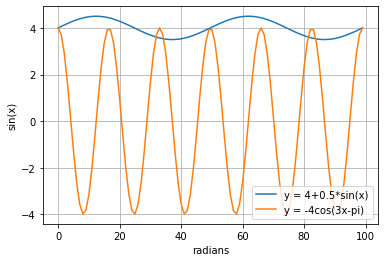 4
2
0
−2
−4
sin(x)
0
20
40
60
80
100
radians
y = 4+0.5*sin(x)
y = -4cos(3x-pi)